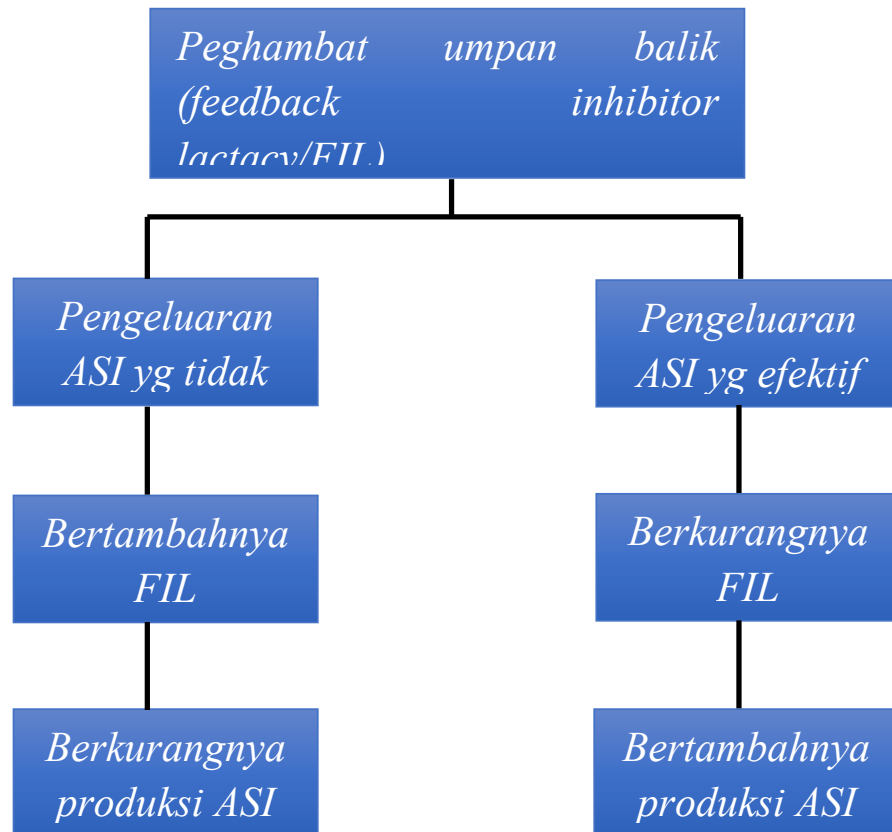 Peghambat umpan balik
(feedback inhibitor
lactacy/FIL)
Pengeluaran
ASI yg tidak
Pengeluaran
ASI yg efektif
Bertambahnya
FIL
Berkurangnya
FIL
Berkurangnya
produksi ASI
Bertambahnya
produksi ASI